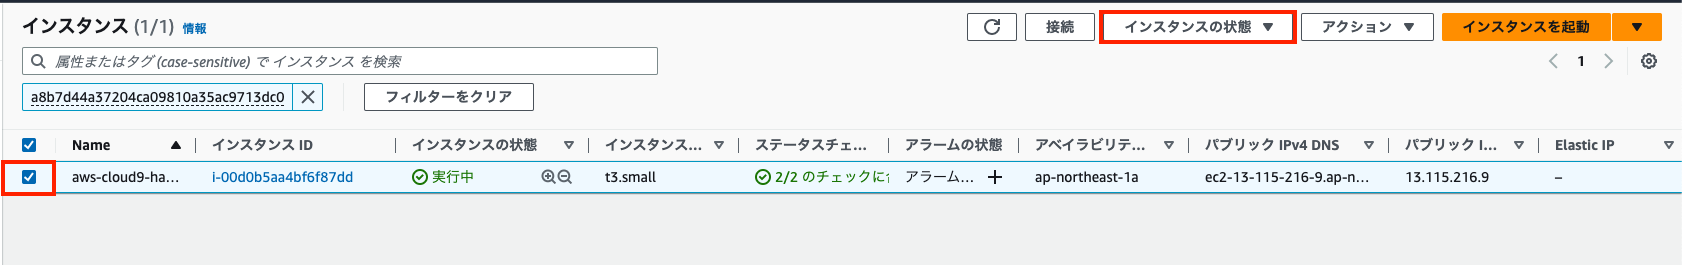 インスタンス (1/1) 情報 接続 インスタンスの状態 アクション インスタンスを起動
属性またはタグ (case-sensitive) で インスタンス を検索 1
a8b7d44a37204ca09810a35ac9713dc0 フィルターをクリア
Name インスタンス ID インスタンスの状態 インスタンス... ステータスチェ... アラームの状態 アベイラビリテ... パブリック IPv4 DNS パブリック I... Elastic IP
aws-cloud9-ha... i-00d0b5aa4bf6f87dd 実行中 t3.small 2/2 のチェックに合 アラーム... ap-northeast-1a ec2-13-115-216-9.ap-n... 13.115.216.9 –